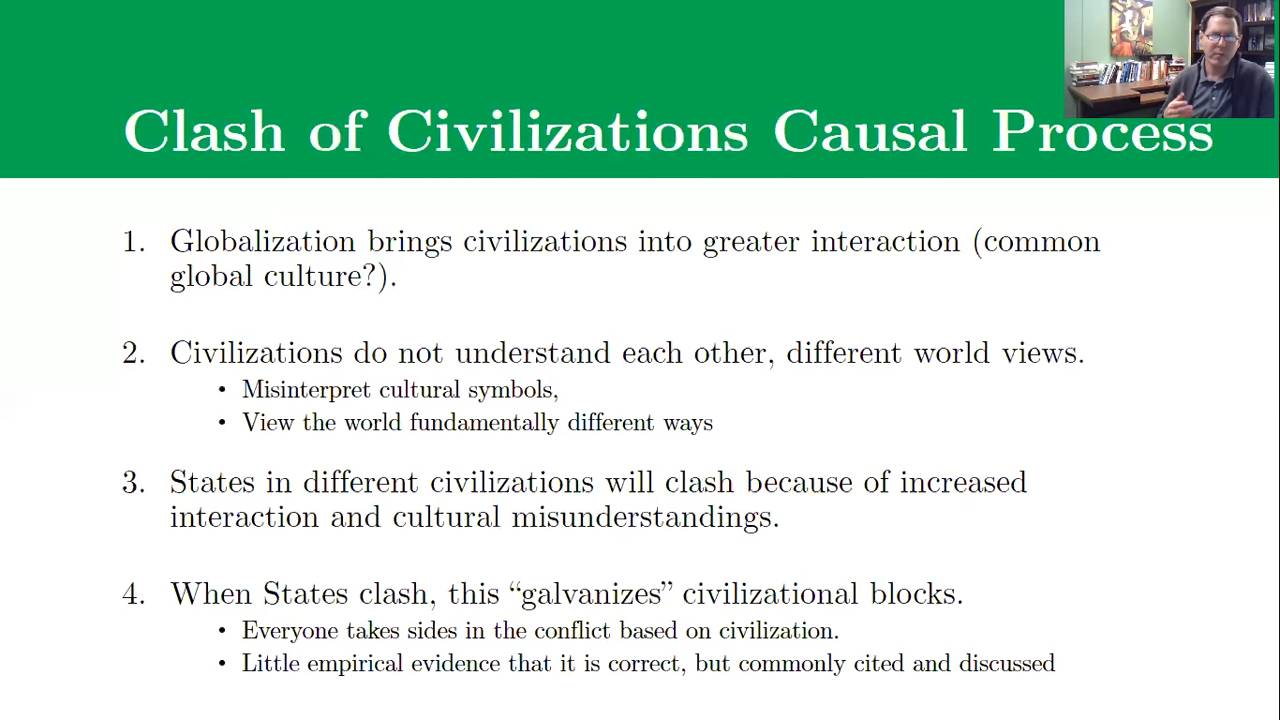 Clash of Civilizations Causal Process
1. Globalization brings civilizations into greater interaction (common
global culture?).
2. Civilizations do not understand each other, different world views.
• Misinterpret cultural symbols,
• View the world fundamentally different ways
3. States in different civilizations will clash because of increased
interaction and cultural misunderstandings.
4. When States clash, this “galvanizes” civilizational blocks.
• Everyone takes sides in the conflict based on civilization.
• Little empirical evidence that it is correct, but commonly cited and discussed